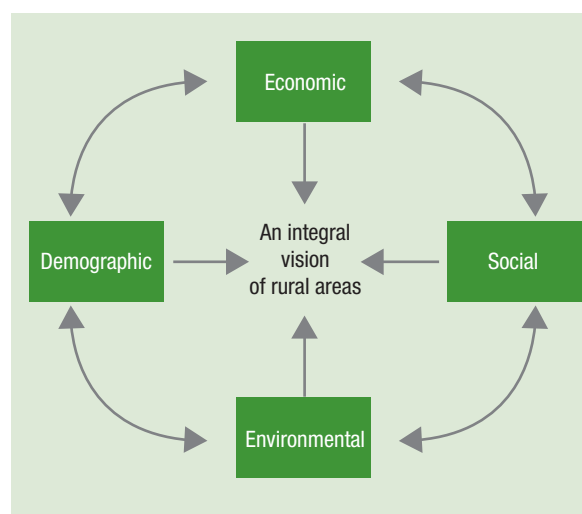 Economic
Demographic
An integral
vision
of rural areas
Social
Environmental